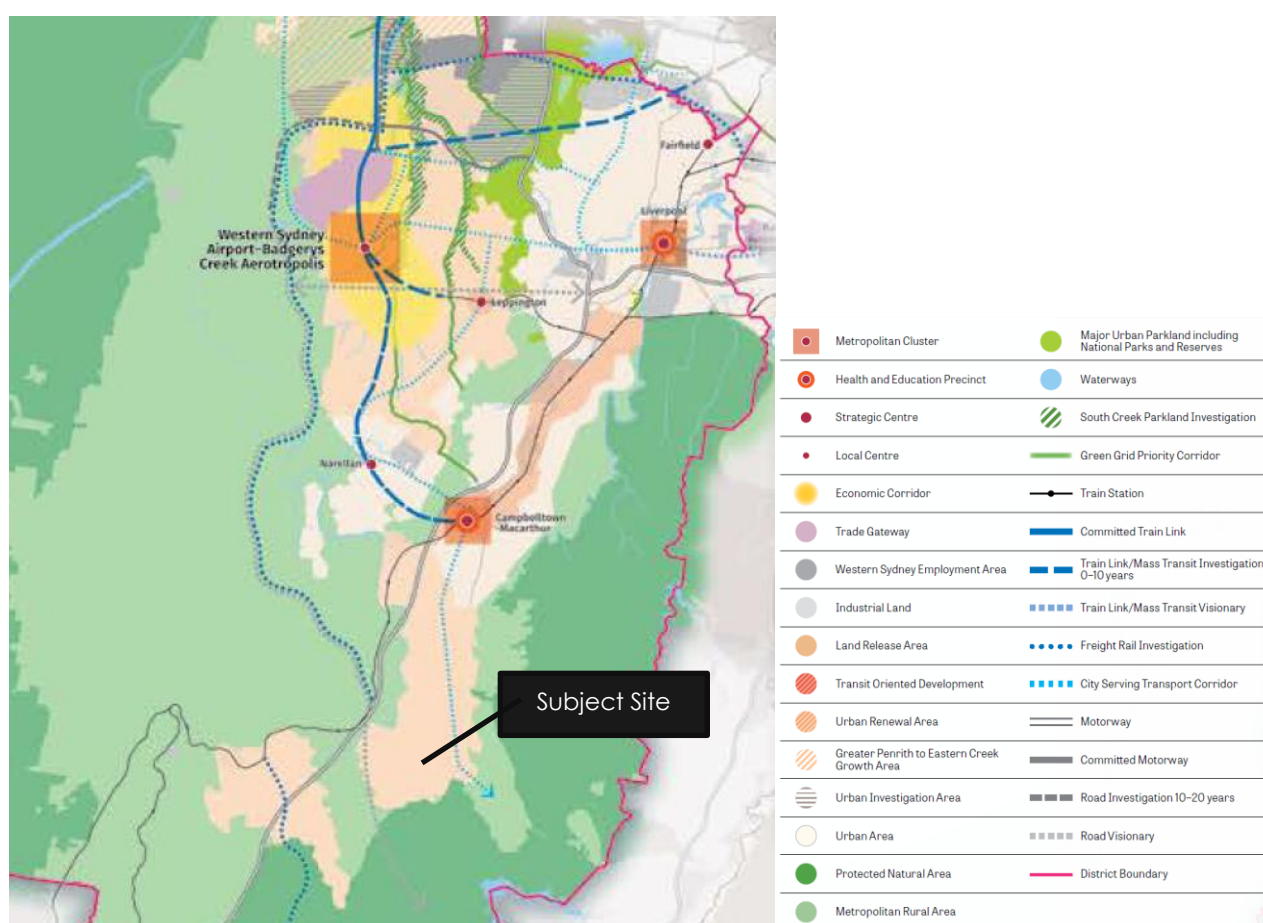 Fairfield
Liverpool
Western Sydney
Airport-Badgerys
Creek Aerotropolis
Leppington
Narellan
Campbelltown
-Macarthur
Subject Site
Metropolitan Cluster
Health and Education Precinct
Strategic Centre
Local Centre
Economic Corridor
Trade Gateway
Western Sydney Employment Area
Industrial Land
Land Release Area
Transit Oriented Development
Urban Renewal Area
Greater Penrith to Eastern Creek
Growth Area
Urban Investigation Area
Urban Area
Protected Natural Area
Metropolitan Rural Area
Major Urban Parkland including
National Parks and Reserves
Waterways
South Creek Parkland Investigation
Green Grid Priority Corridor
Train Station
Committed Train Link
Train Link/Mass Transit Investigation
0–10 years
Train Link/Mass Transit Visionary
Freight Rail Investigation
City Serving Transport Corridor
Motorway
Committed Motorway
Road Investigation 10–20 years
Road Visionary
District Boundary